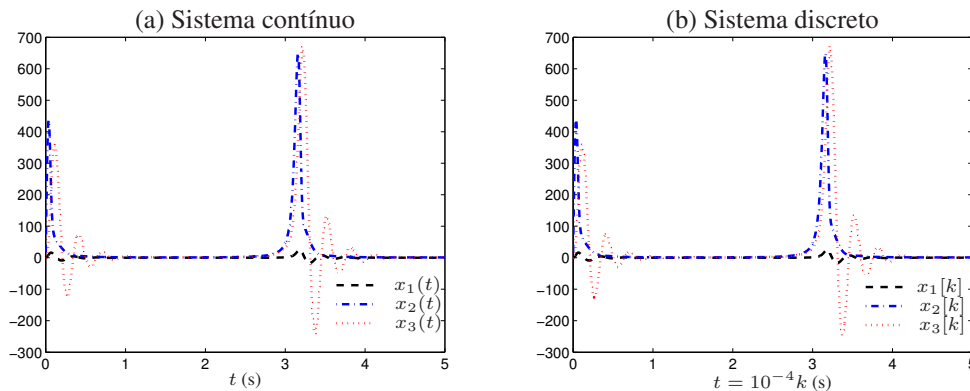 (a) Sistema contínuo
700
600
500
400
300
200
100
0
−100
−200
−300
0 1 2 3 4 5
t (s)
x₁(t)
x₂(t)
x₃(t)
(b) Sistema discreto
700
600
500
400
300
200
100
0
−100
−200
−300
0 1 2 3 4 5
t = 10⁻⁴k (s)
x₁[k]
x₂[k]
x₃[k]